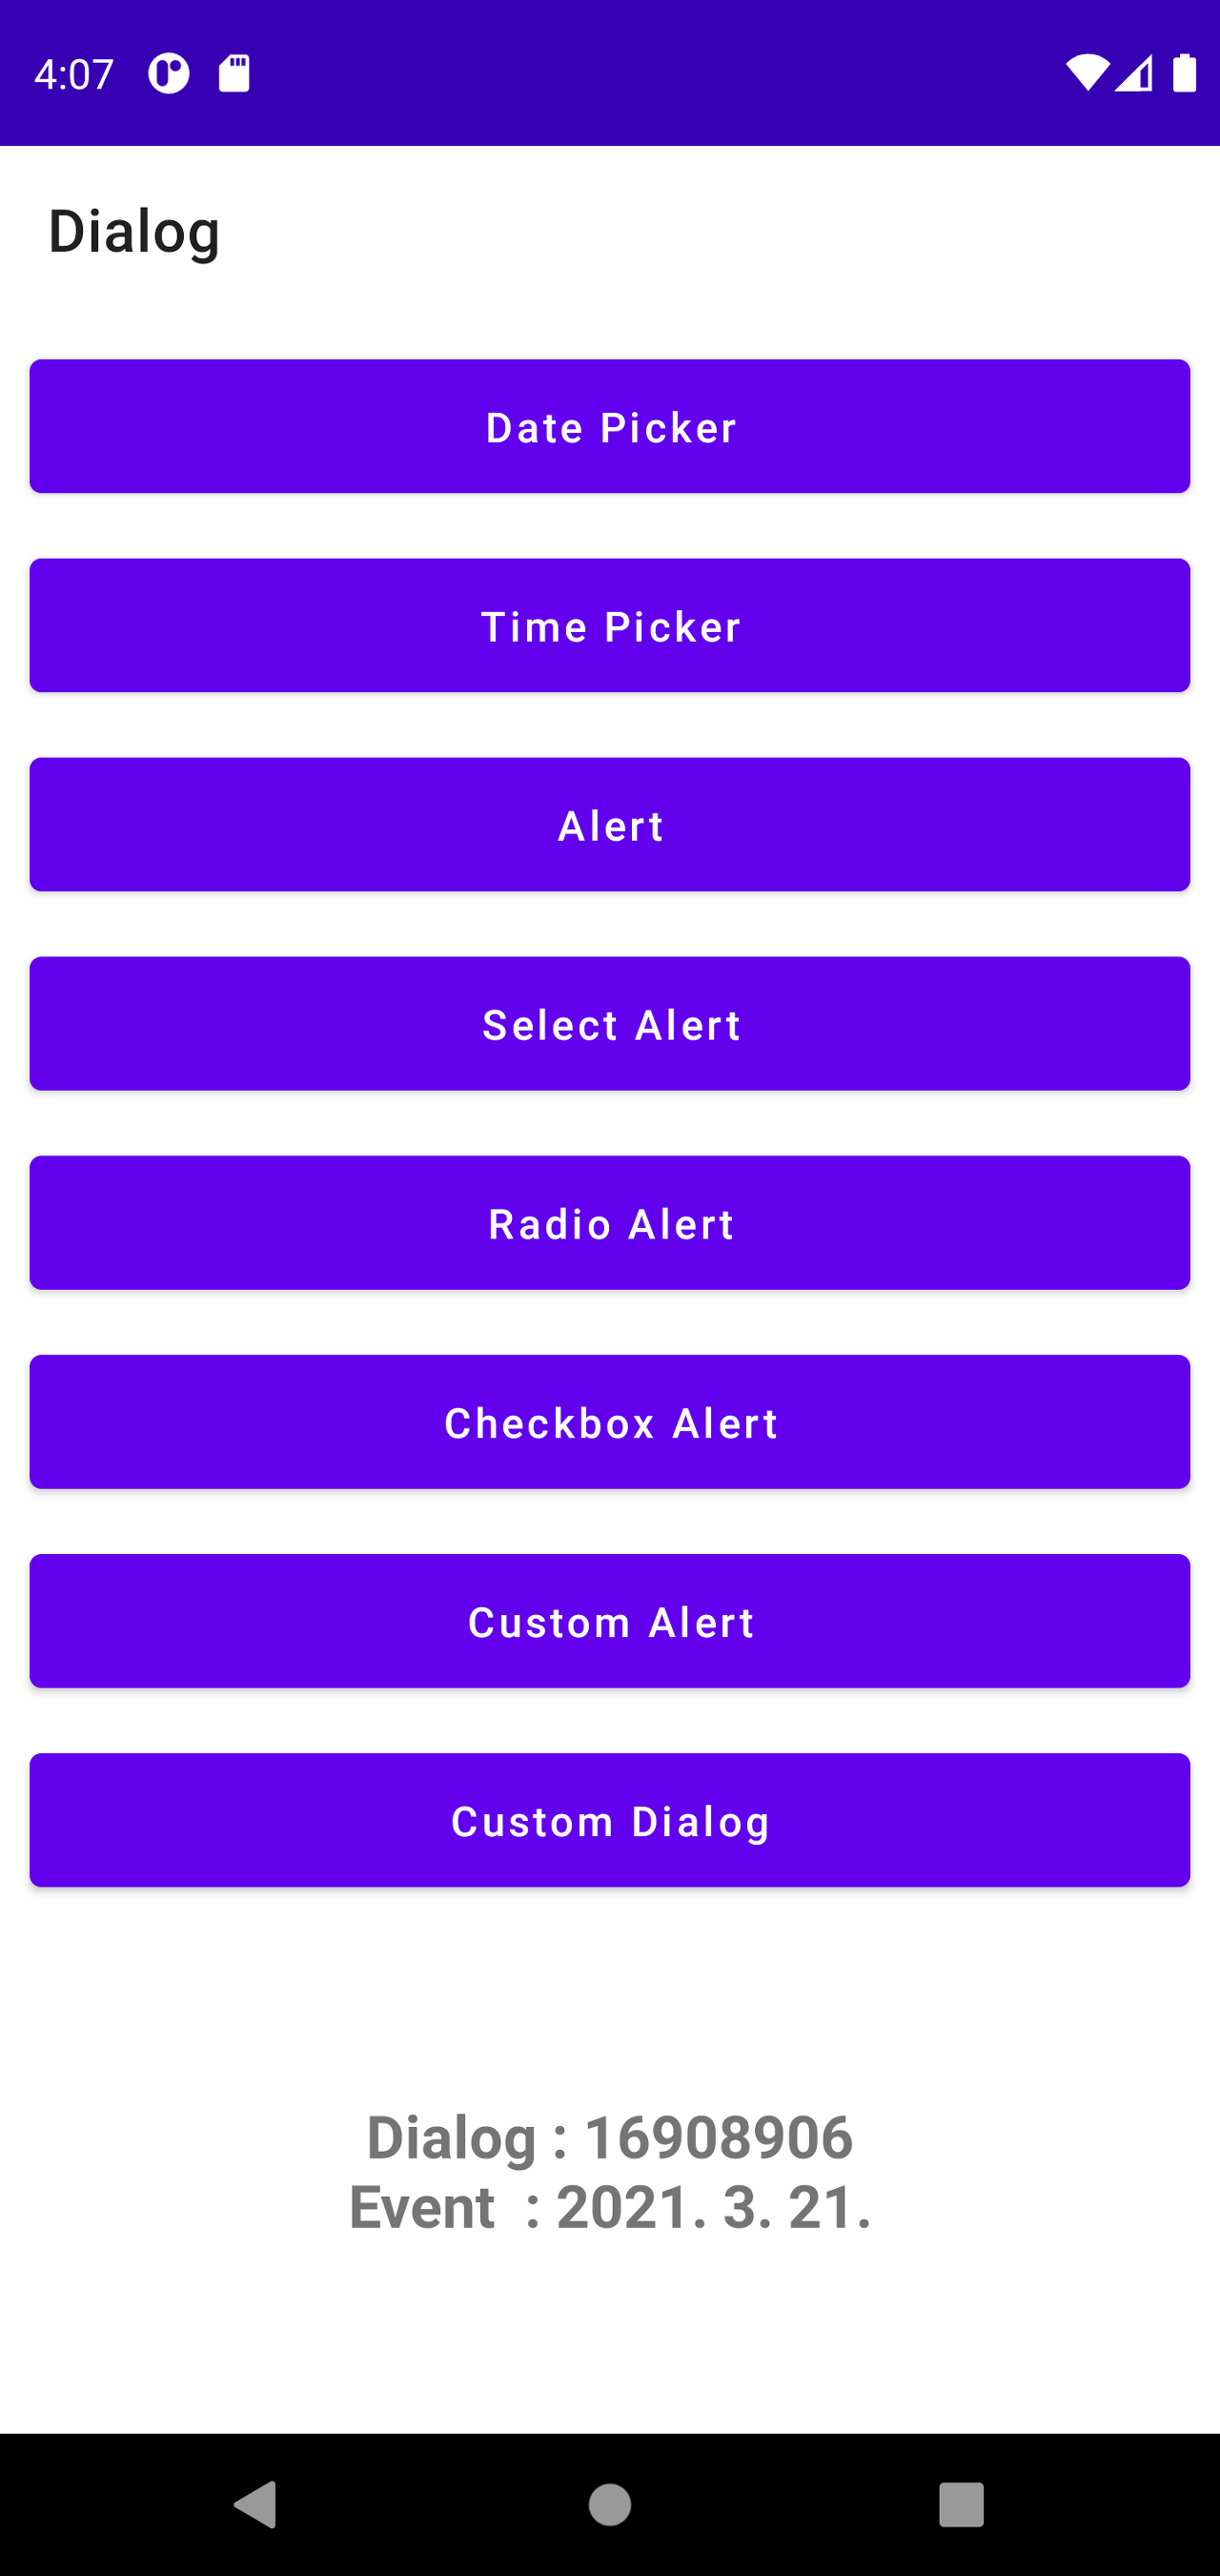 4:07
Dialog
Date Picker
Time Picker
Alert
Select Alert
Radio Alert
Checkbox Alert
Custom Alert
Custom Dialog
Dialog : 16908906
Event  : 2021. 3. 21.